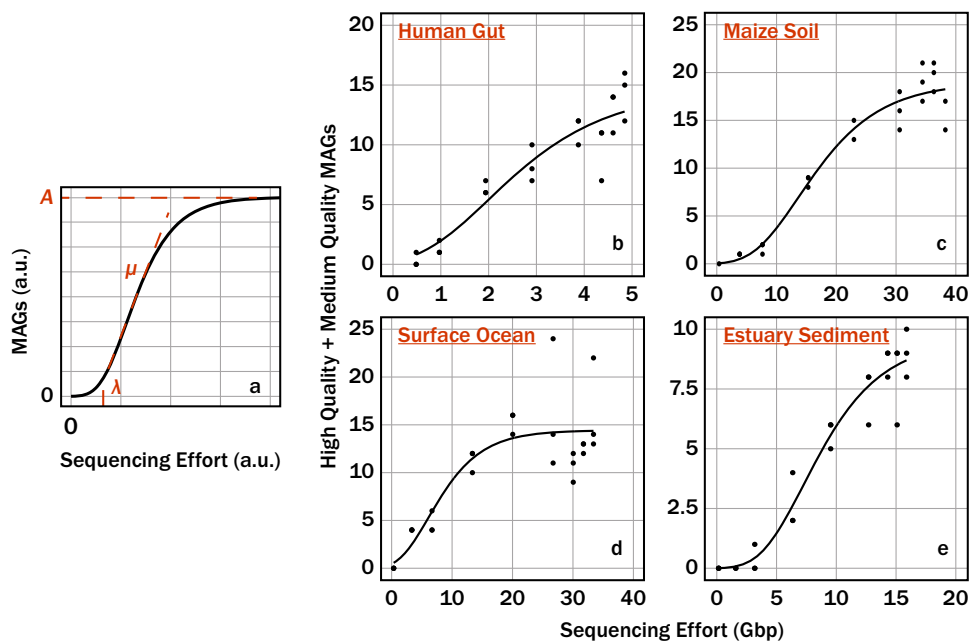 A
μ
λ
a
0
0
MAGs (a.u.)
Sequencing Effort (a.u.)
High Quality + Medium Quality MAGs
Human Gut
20
15
10
5
0
b
0 1 2 3 4 5
Maize Soil
25
20
15
10
5
0
c
0 10 20 30 40
Surface Ocean
25
20
15
10
5
0
d
0 10 20 30 40
Estuary Sediment
10
7.5
5
2.5
0
e
0 5 10 15 20
Sequencing Effort (Gbp)